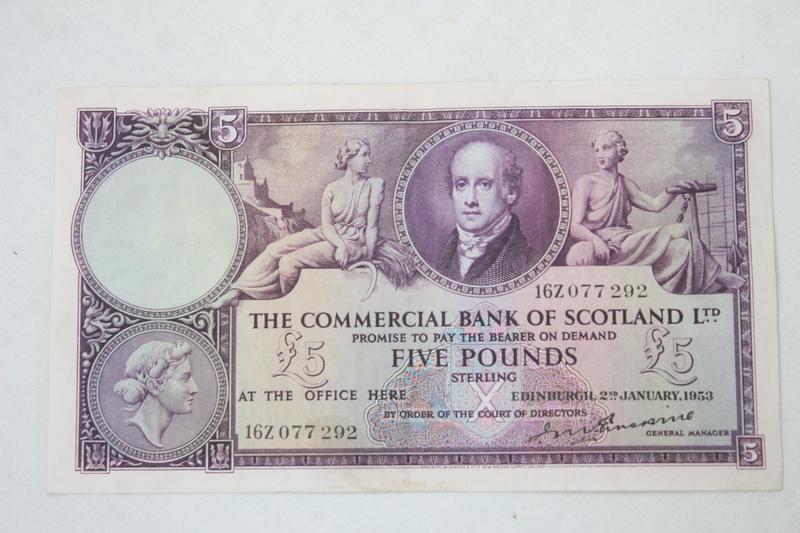 5
5
16Z 077 292
THE COMMERCIAL BANK OF SCOTLAND LTD
PROMISE TO PAY THE BEARER ON DEMAND
£5 FIVE POUNDS £5
STERLING
AT THE OFFICE HERE EDINBURGH, 2ND JANUARY, 1953
BY ORDER OF THE COURT OF DIRECTORS
16Z 077 292
GENERAL MANAGER
5